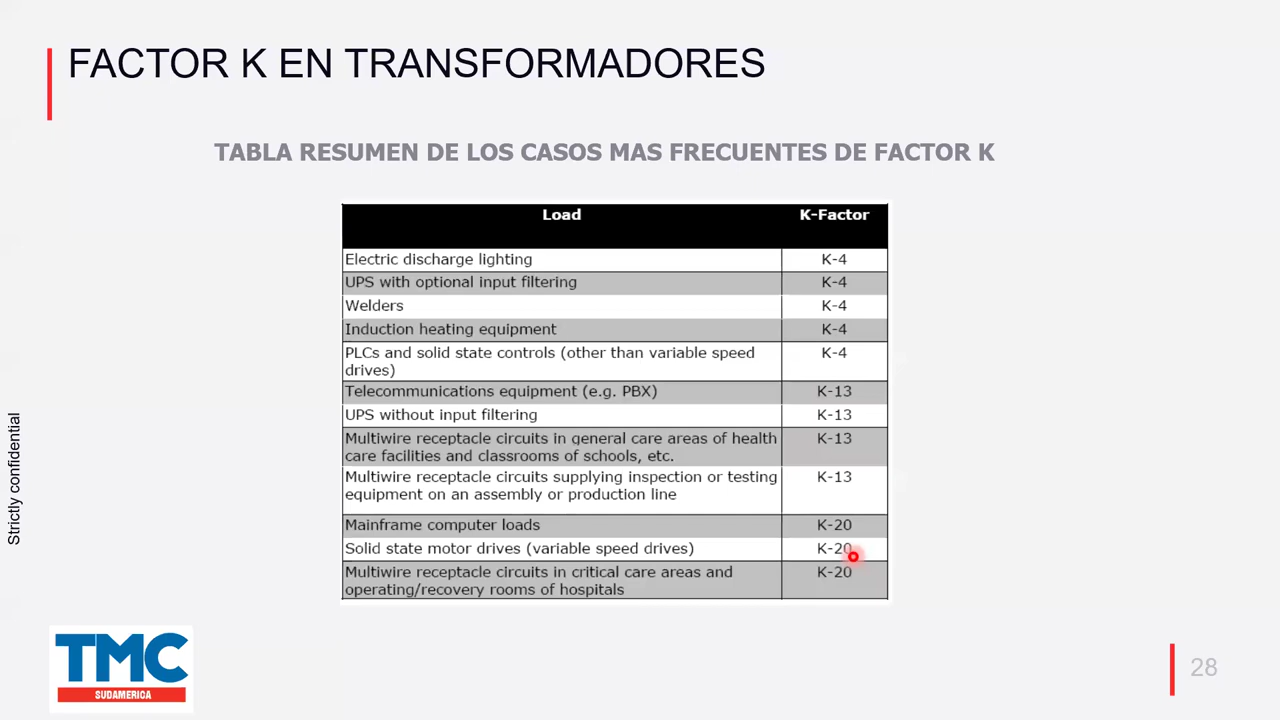 FACTOR K EN TRANSFORMADORES
TABLA RESUMEN DE LOS CASOS MAS FRECUENTES DE FACTOR K
Load K-Factor
Electric discharge lighting K-4
UPS with optional input filtering K-4
Welders K-4
Induction heating equipment K-4
PLCs and solid state controls (other than variable speed K-4
drives)
Telecommunications equipment (e.g. PBX) K-13
UPS without input filtering K-13
Multiwire receptacle circuits in general care areas of health K-13
care facilities and classrooms of schools, etc.
Multiwire receptacle circuits supplying inspection or testing K-13
equipment on an assembly or production line
Mainframe computer loads K-20
Solid state motor drives (variable speed drives) K-20
Multiwire receptacle circuits in critical care areas and K-20
operating/recovery rooms of hospitals
Strictly confidential
TMC
SUDAMERICA
28